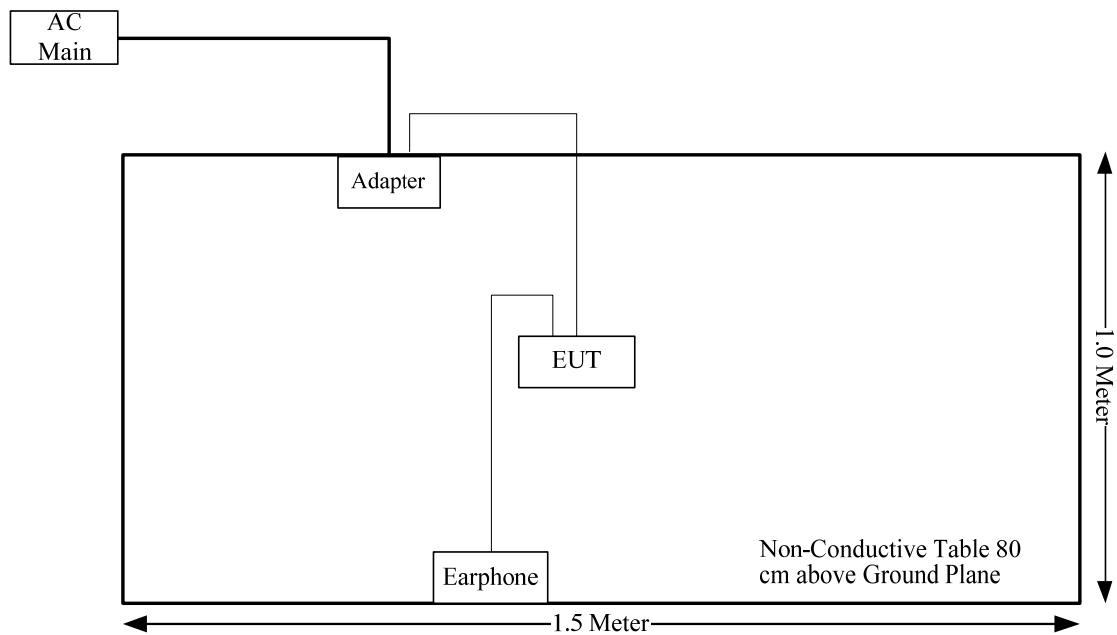 AC
Main
Adapter
EUT
1.0 Meter
Earphone
Non-Conductive Table 80
cm above Ground Plane
1.5 Meter